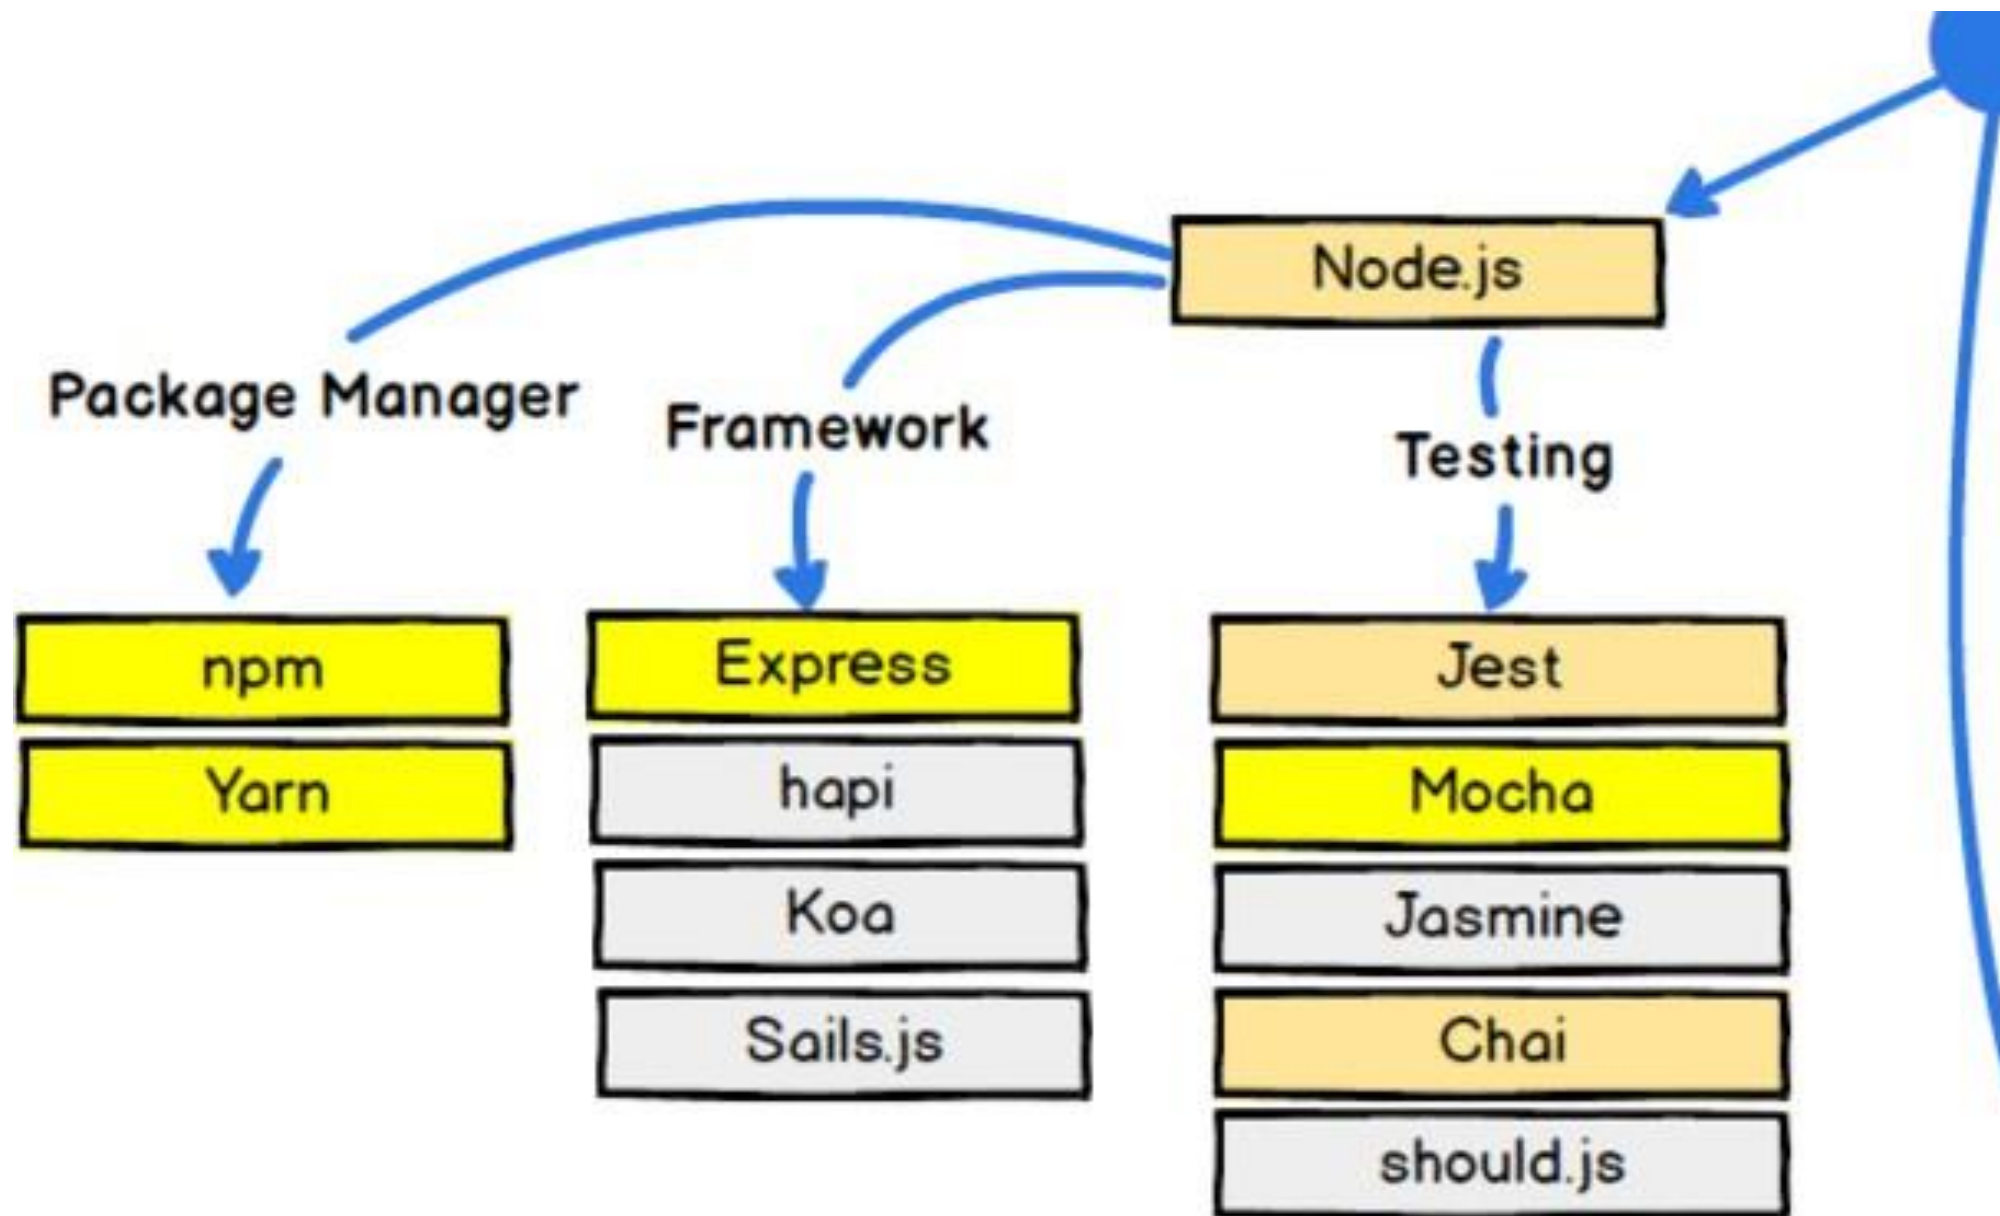 Node.js
Package Manager
Framework
Testing
npm
Yarn
Express
hapi
Koa
Sails.js
Jest
Mocha
Jasmine
Chai
should.js